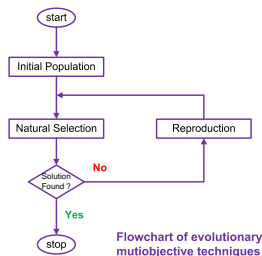 start
Initial Population
Natural Selection
Reproduction
Solution
Found ?
No
Yes
stop
Flowchart of evolutionary
mutiobjective techniques